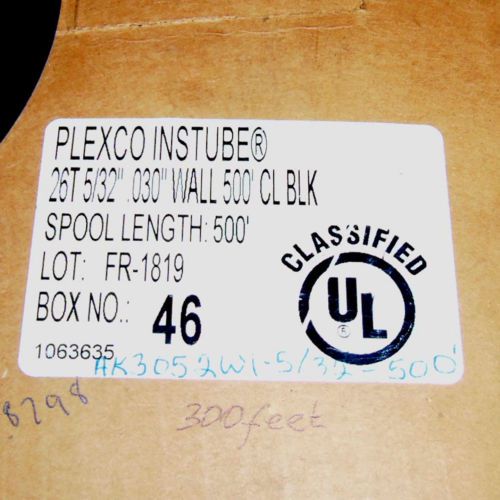 PLEXCO INSTUBE®
26T 5/32" .030" WALL 500' CL BLK
SPOOL LENGTH: 500'
LOT: FR-1819
BOX NO.: 46
1063635
CLASSIFIED
UL ®
AK3052W1-5/32-500'
8798
300feet